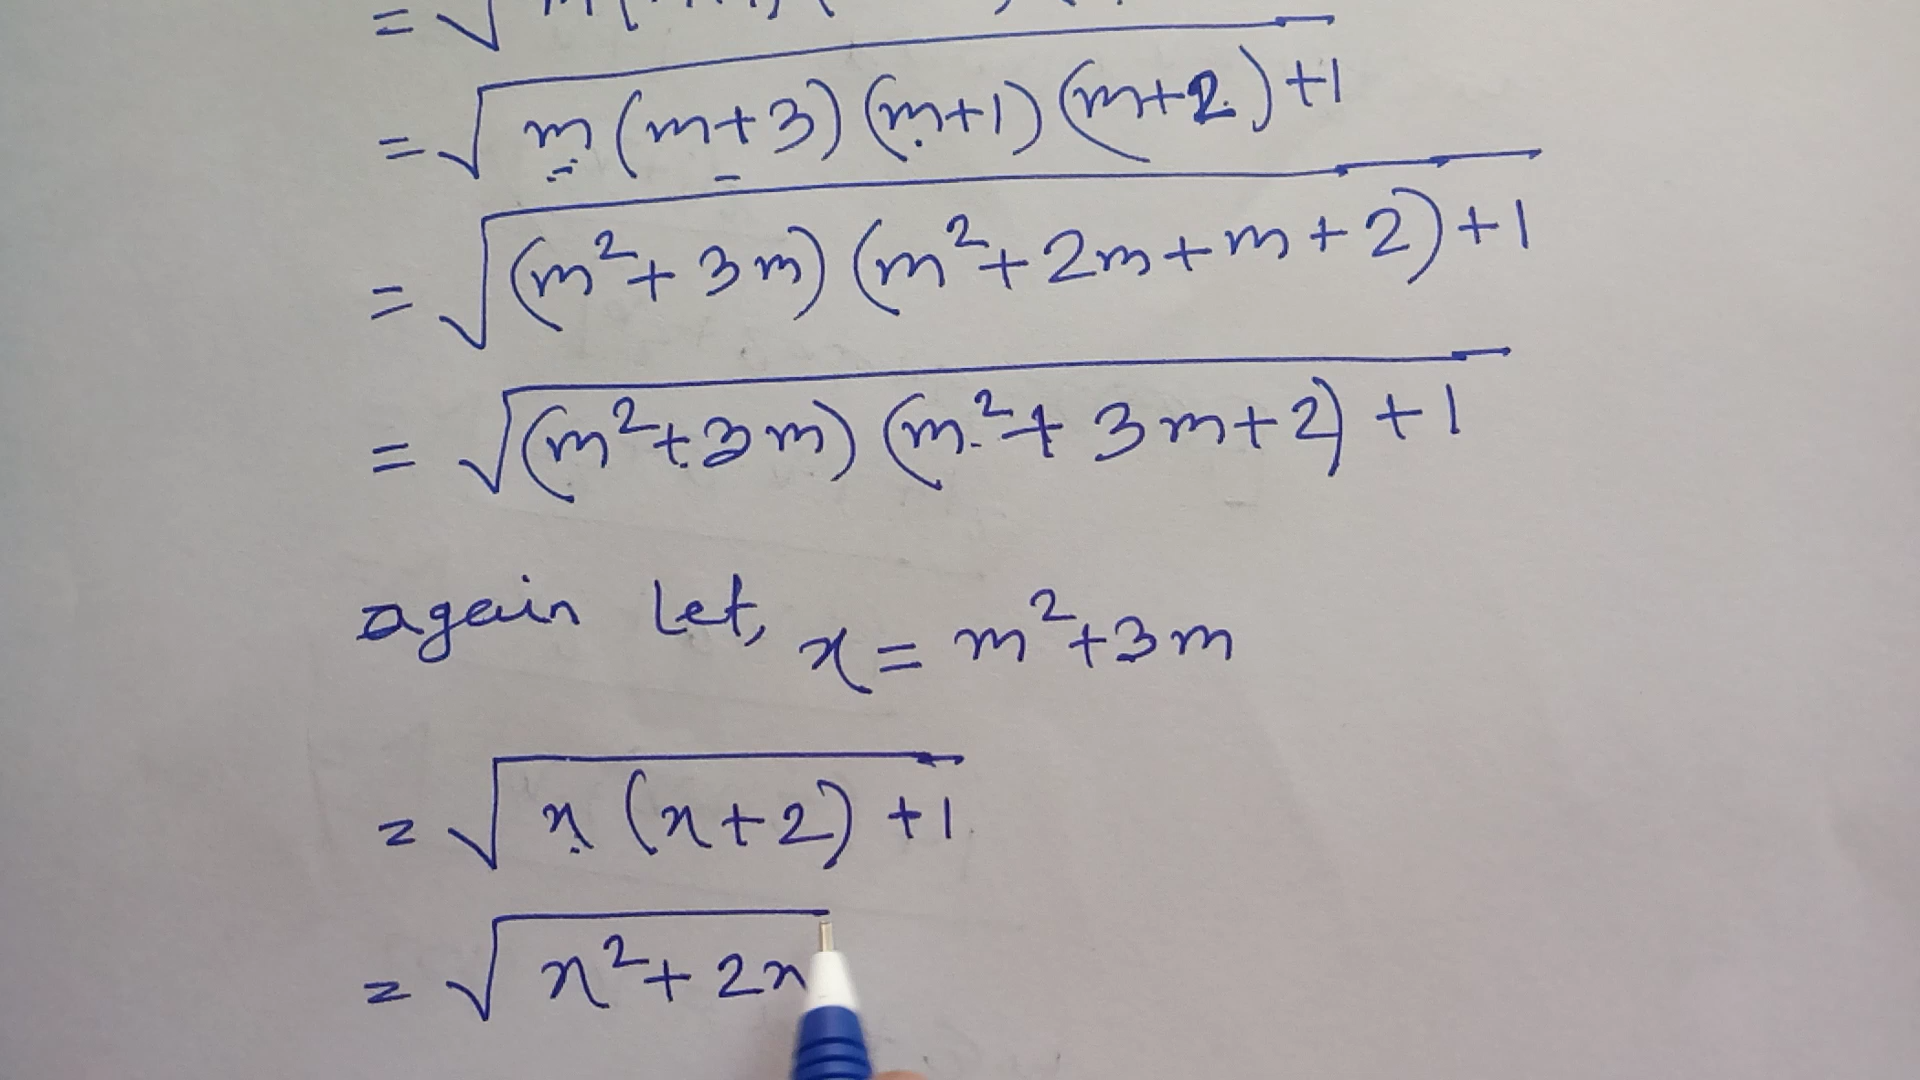 = √m(m+3)(m+1)(m+2)+1
= √(m²+3m)(m²+2m+m+2)+1
= √(m²+3m)(m²+3m+2)+1
again Let, x = m²+3m
= √x(x+2)+1
= √x²+2x